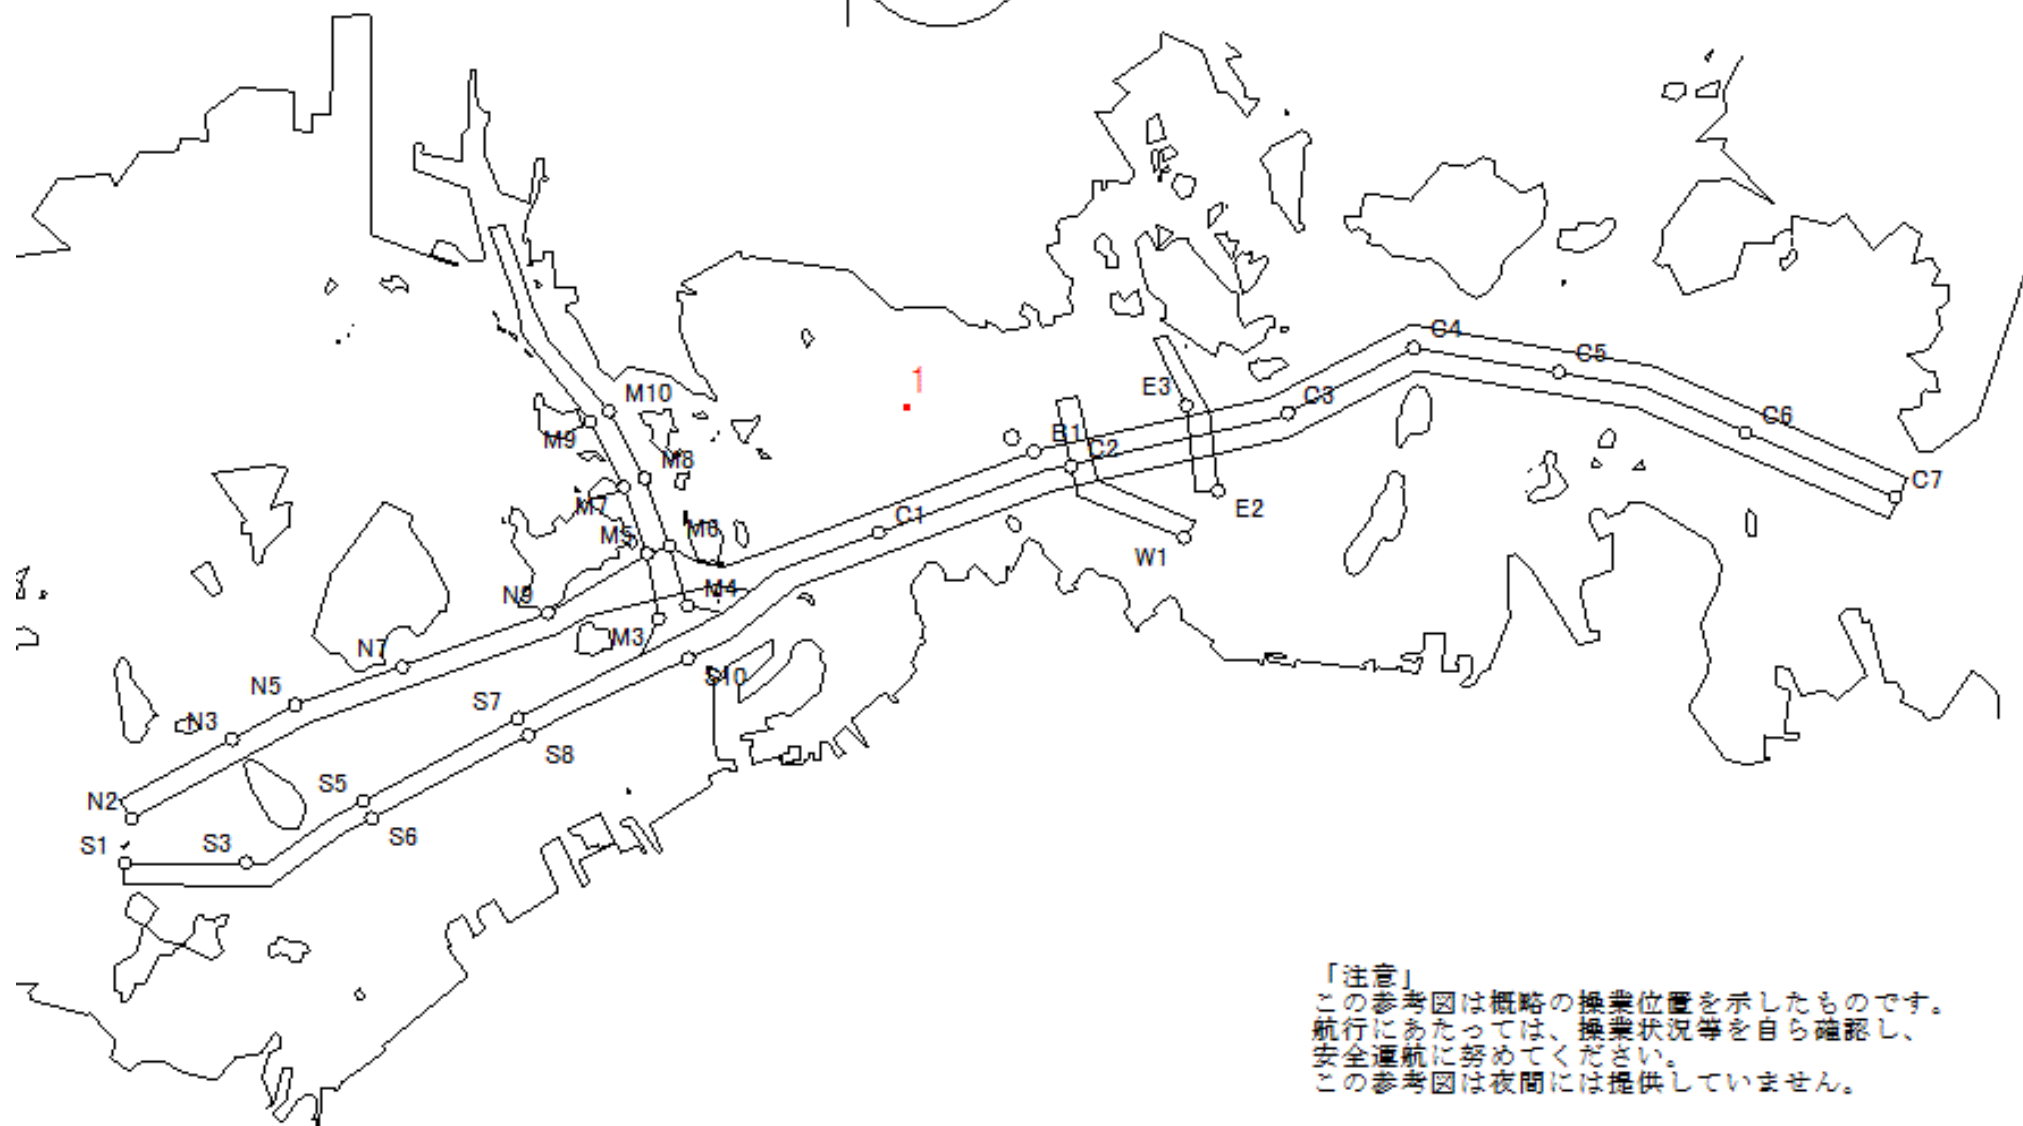 1
C4
C5
M10
E3
C3
C6
M9
B1
C2
M8
C7
M7
E2
C1
M5
M6
W1
N9
M4
M3
N7
S10
N5
S7
N3
S8
S5
N2
S6
S1
S3
「注意」
この参考図は概略の操業位置を示したものです。
航行にあたっては、操業状況等を自ら確認し、
安全運航に努めてください。
この参考図は夜間には提供していません。